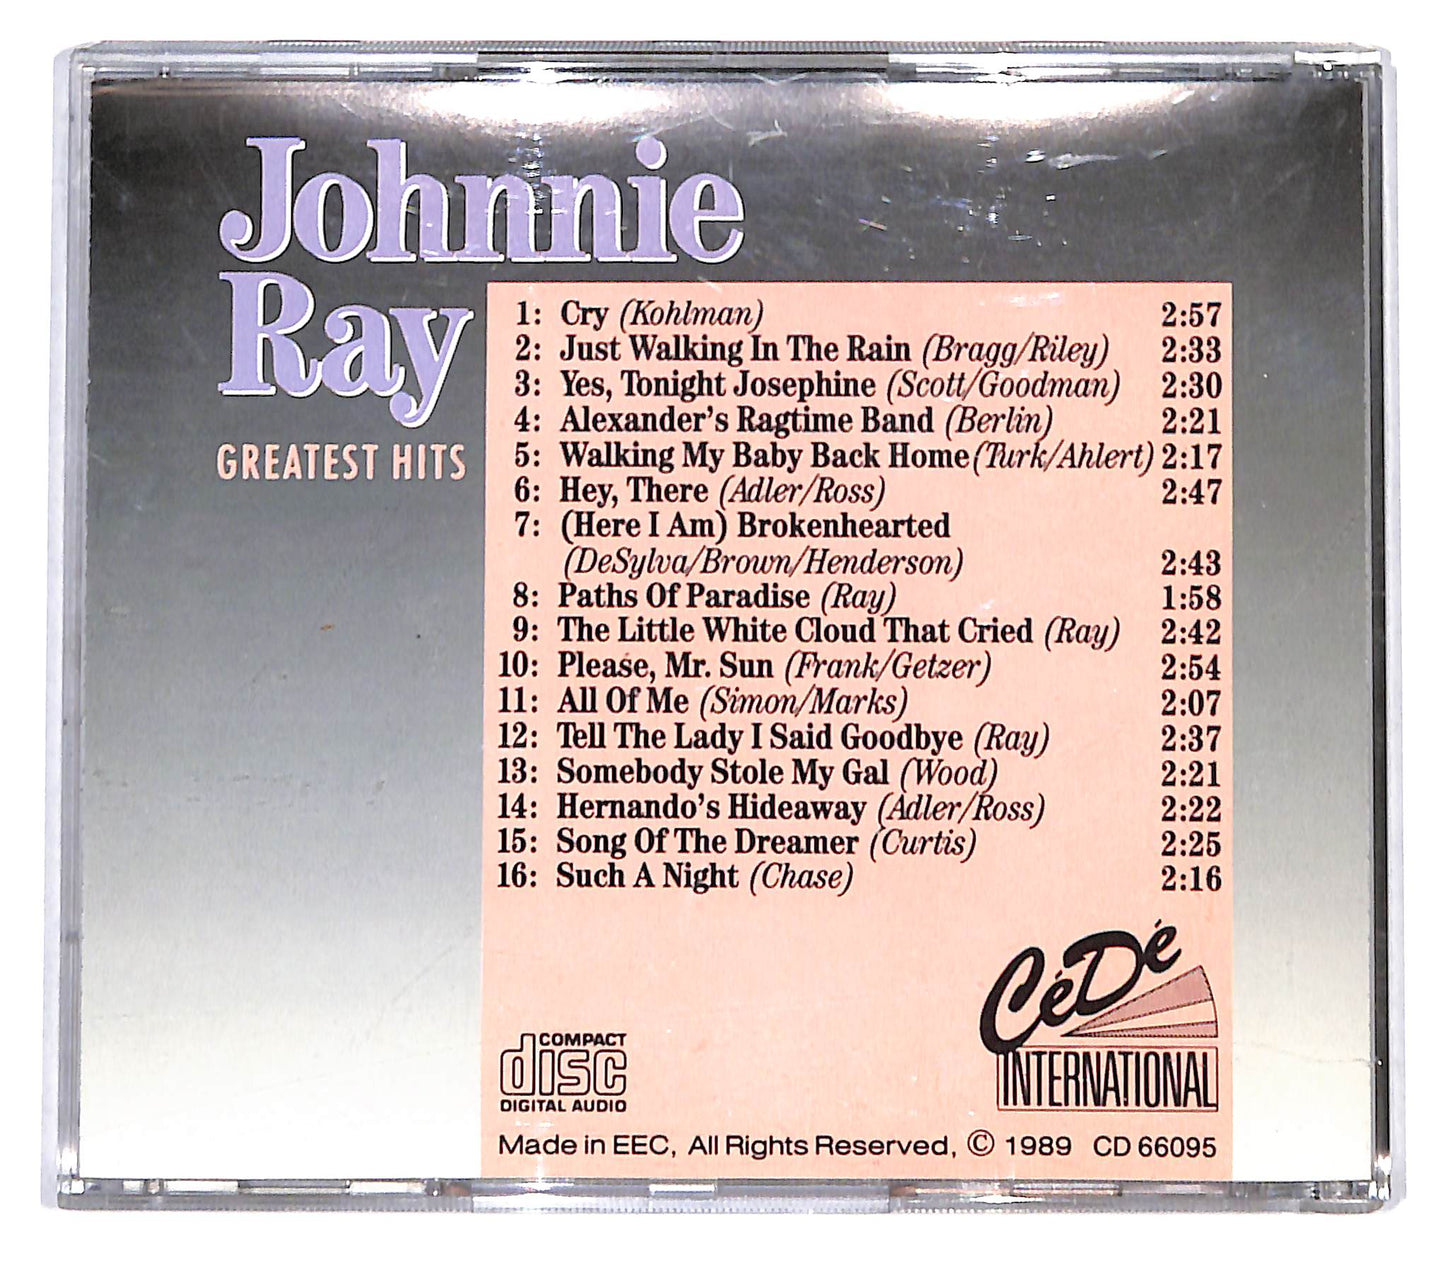 Johnnie
Ray
GREATEST HITS
1: Cry (Kohlman) 2:57
2: Just Walking In The Rain (Bragg/Riley) 2:33
3: Yes, Tonight Josephine (Scott/Goodman) 2:30
4: Alexander's Ragtime Band (Berlin) 2:21
5: Walking My Baby Back Home (Turk/Ahlert) 2:17
6: Hey, There (Adler/Ross) 2:47
7: (Here I Am) Brokenhearted
(DeSylva/Brown/Henderson) 2:43
8: Paths Of Paradise (Ray) 1:58
9: The Little White Cloud That Cried (Ray) 2:42
10: Please, Mr. Sun (Frank/Getzer) 2:54
11: All Of Me (Simon/Marks) 2:07
12: Tell The Lady I Said Goodbye (Ray) 2:37
13: Somebody Stole My Gal (Wood) 2:21
14: Hernando's Hideaway (Adler/Ross) 2:22
15: Song Of The Dreamer (Curtis) 2:25
16: Such A Night (Chase) 2:16
CéDé
INTERNATIONAL
COMPACT
disc
DIGITAL AUDIO
Made in EEC, All Rights Reserved, © 1989 CD 66095